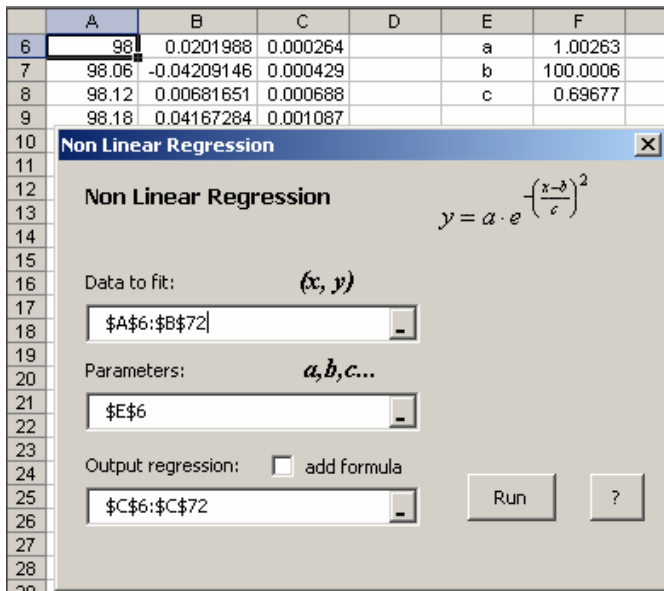 A B C D E F
6 98 0.0201988 0.000264 a 1.00263
7 98.06 -0.04209146 0.000429 b 100.0006
8 98.12 0.00681651 0.000688 c 0.69677
9 98.18 0.04167284 0.001087
10 Non Linear Regression
11
12 Non Linear Regression y = a · e^-((x-b)/c)^2
13
14
15
16 Data to fit: (x, y)
17
18 $A$6:$B$72
19
20 Parameters: a,b,c...
21 $E$6
22
23
24 Output regression: add formula
25 $C$6:$C$72 Run ?
26
27
28
29